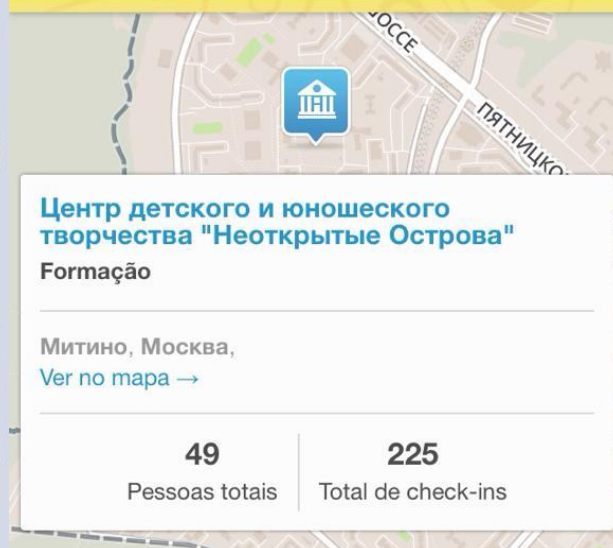 ПЯТНИЦКО
Центр детского и юношеского
творчества "Неоткрытые Острова"
Formação
Митино, Москва,
Ver no mapa →
49
Pessoas totais
225
Total de check-ins